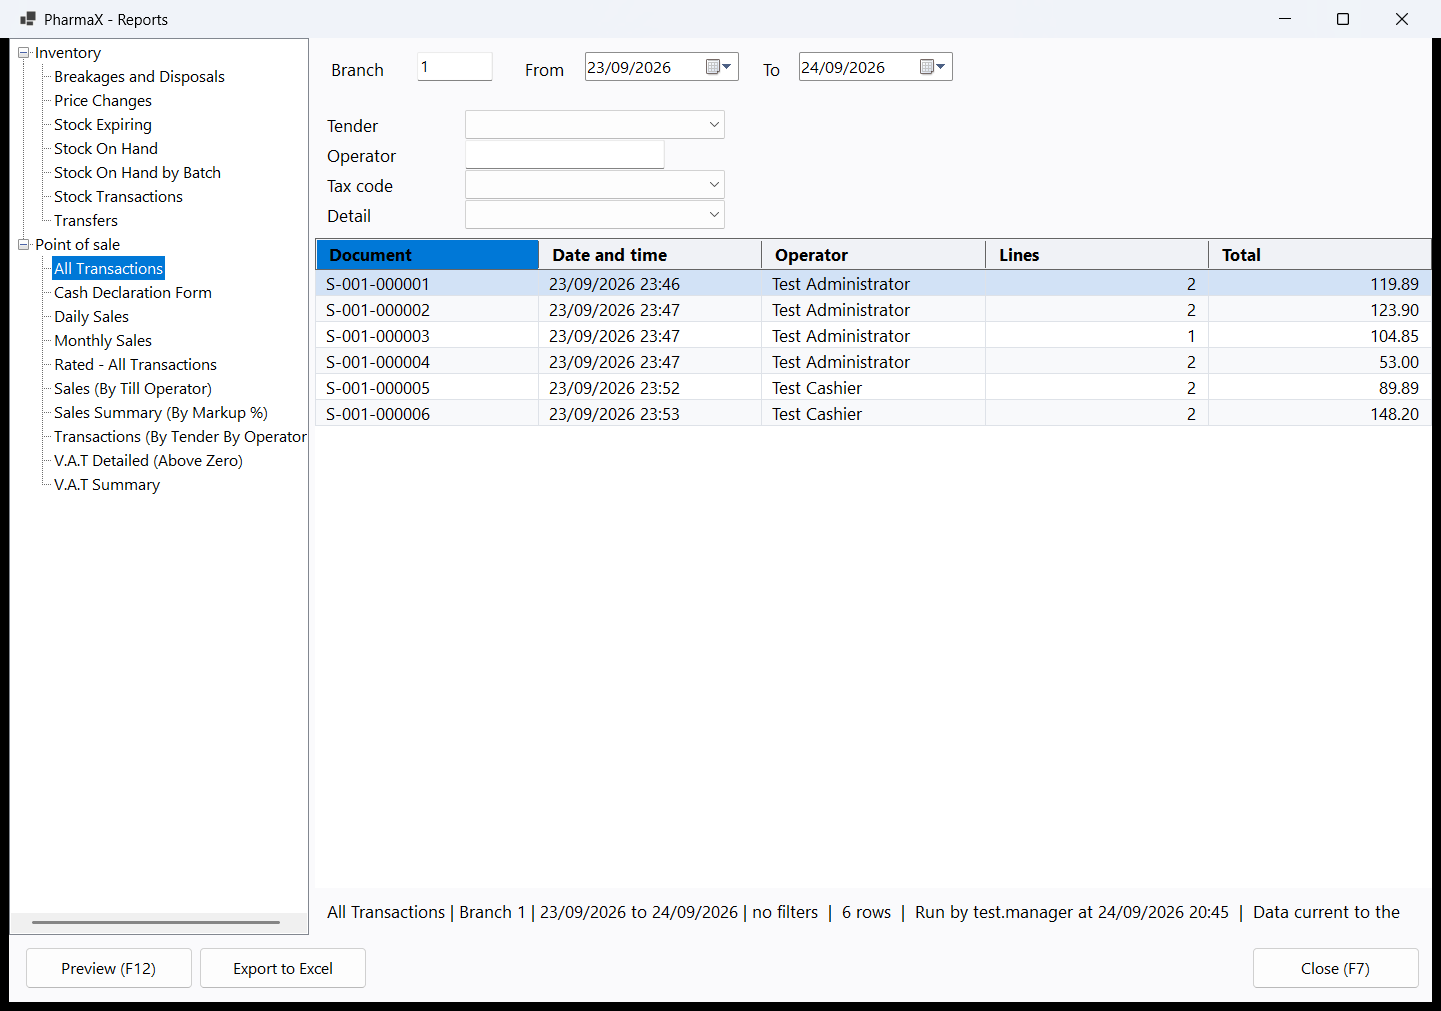 PharmaX - Reports
Inventory
Breakages and Disposals
Price Changes
Stock Expiring
Stock On Hand
Stock On Hand by Batch
Stock Transactions
Transfers
Point of sale
All Transactions
Cash Declaration Form
Daily Sales
Monthly Sales
Rated - All Transactions
Sales (By Till Operator)
Sales Summary (By Markup %)
Transactions (By Tender By Operator
V.A.T Detailed (Above Zero)
V.A.T Summary
Branch 1 From 23/09/2026 To 24/09/2026
Tender
Operator
Tax code
Detail
Document Date and time Operator Lines Total
S-001-000001 23/09/2026 23:46 Test Administrator 2 119.89
S-001-000002 23/09/2026 23:47 Test Administrator 2 123.90
S-001-000003 23/09/2026 23:47 Test Administrator 1 104.85
S-001-000004 23/09/2026 23:47 Test Administrator 2 53.00
S-001-000005 23/09/2026 23:52 Test Cashier 2 89.89
S-001-000006 23/09/2026 23:53 Test Cashier 2 148.20
All Transactions | Branch 1 | 23/09/2026 to 24/09/2026 | no filters | 6 rows | Run by test.manager at 24/09/2026 20:45 | Data current to the
Preview (F12) Export to Excel Close (F7)